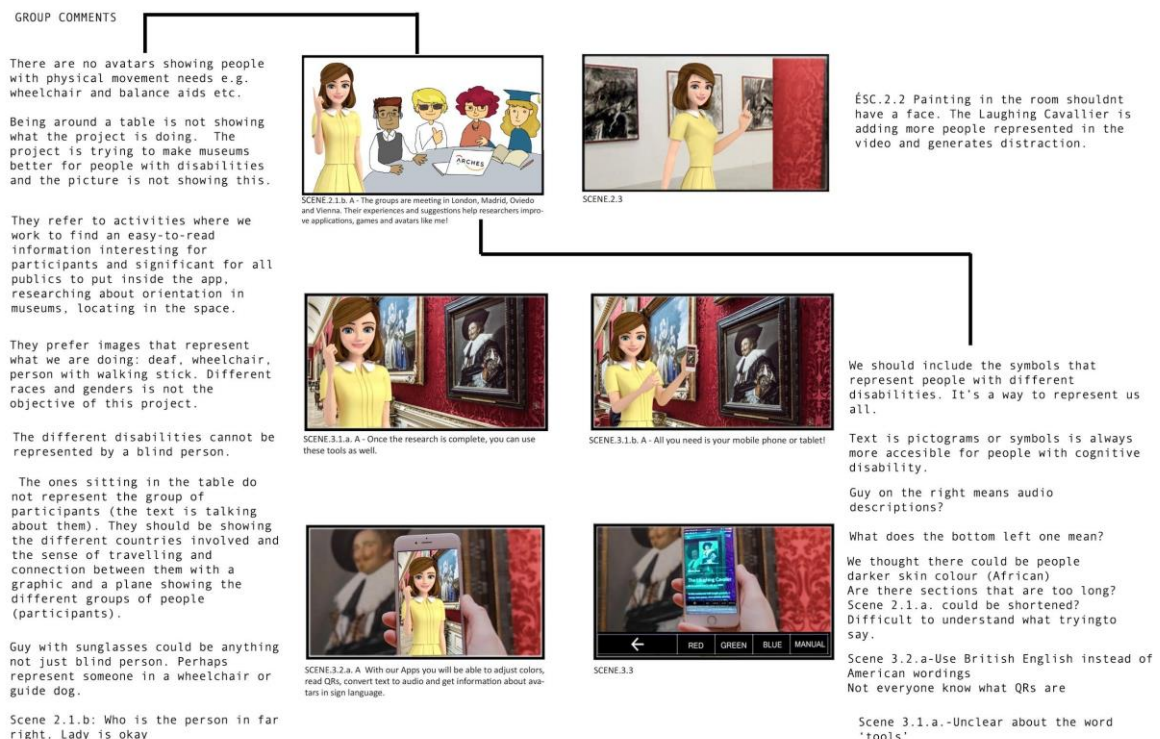 GROUP COMMENTS
There are no avatars showing people
with physical movement needs e.g.
wheelchair and balance aids etc.
Being around a table is not showing
what the project is doing.  The
project is trying to make museums
better for people with disabilities
and the picture is not showing this.
They refer to activities where we
work to find an easy-to-read
information interesting for
participants and significant for all
publics to put inside the app,
researching about orientation in
museums, locating in the space.
They prefer images that represent
what we are doing: deaf, wheelchair,
person with walking stick. Different
races and genders is not the
objective of this project.
The different disabilities cannot be
represented by a blind person.
The ones sitting in the table do
not represent the group of
participants (the text is talking
about them). They should be showing
the different countries involved and
the sense of travelling and
connection between them with a
graphic and a plane showing the
different groups of people
(participants).
Guy with sunglasses could be anything
not just blind person. Perhaps
represent someone in a wheelchair or
guide dog.
Scene 2.1.b: Who is the person in far
right. Lady is okay
ARCHES
SCENE.2.1.b. A - The groups are meeting in London, Madrid, Oviedo
and Vienna. Their experiences and suggestions help researchers impro-
ve applications, games and avatars like me!
SCENE.2.3
SCENE.3.1.a. A - Once the research is complete, you can use
these tools as well.
SCENE.3.1.b. A - All you need is your mobile phone or tablet!
SCENE.3.2.a. A  With our Apps you will be able to adjust colors,
read QRs, convert text to audio and get information about ava-
tars in sign language.
The Laughing Cavalier
RED GREEN BLUE MANUAL
SCENE.3.3
ÉSC.2.2 Painting in the room shouldnt
have a face. The Laughing Cavallier is
adding more people represented in the
video and generates distraction.
We should include the symbols that
represent people with different
disabilities. It's a way to represent us
all.
Text is pictograms or symbols is always
more accesible for people with cognitive
disability.
Guy on the right means audio
descriptions?
What does the bottom left one mean?
We thought there could be people
darker skin colour (African)
Are there sections that are too long?
Scene 2.1.a. could be shortened?
Difficult to understand what tryingto
say.
Scene 3.2.a-Use British English instead of
American wordings
Not everyone know what QRs are
Scene 3.1.a.-Unclear about the word
'tools'